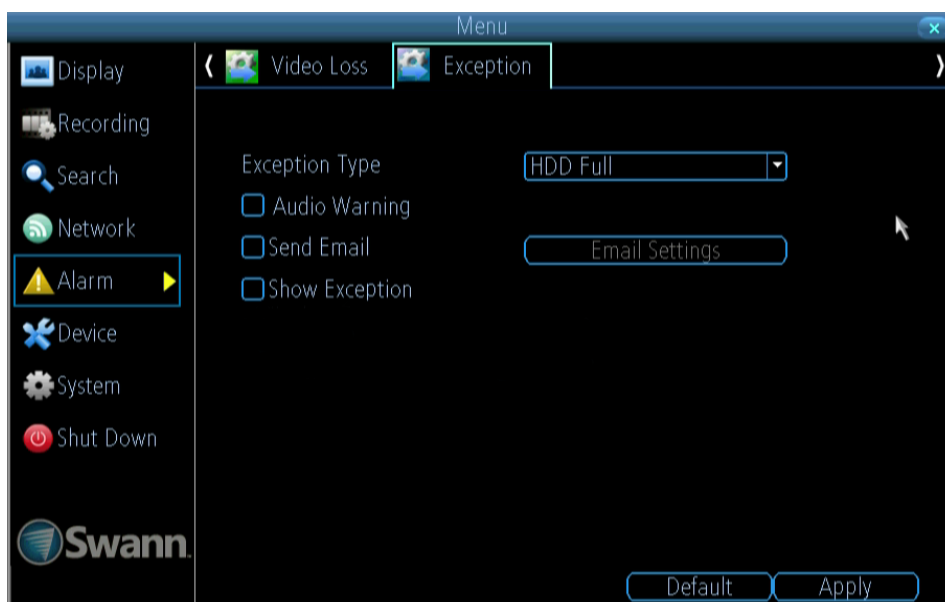 Menu
Display
Recording
Search
Network
Alarm
Device
System
Shut Down
Swann
Video Loss
Exception
Exception Type
HDD Full
Audio Warning
Send Email
Email Settings
Show Exception
Default
Apply